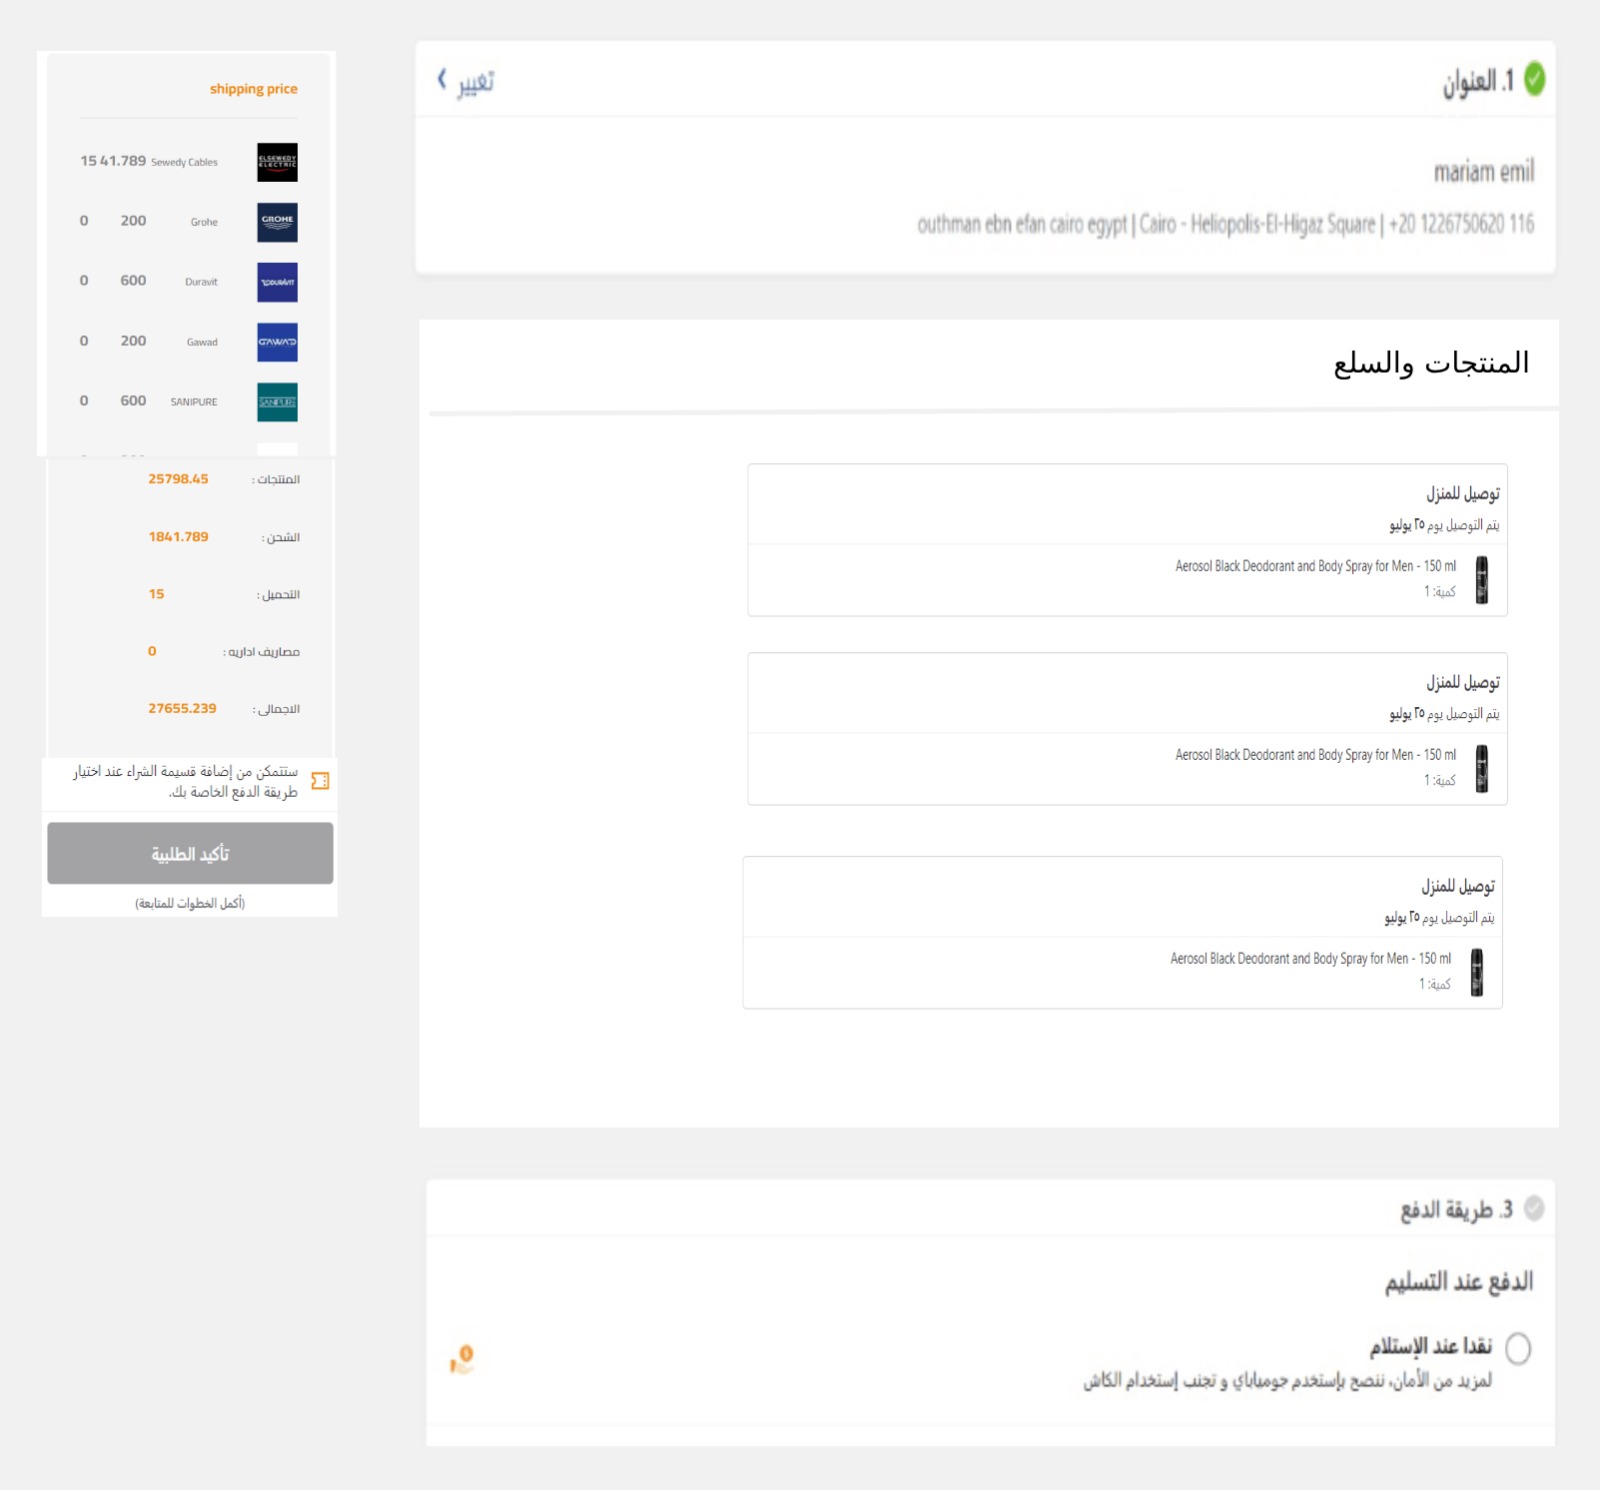 1. العنوان
تغيير
mariam emil
outhman ebn efan cairo egypt | Cairo - Heliopolis-El-Higaz Square | +20 1226750620 116
المنتجات والسلع
توصيل للمنزل
يتم التوصيل يوم ٢٥ يوليو
Aerosol Black Deodorant and Body Spray for Men - 150 ml
كمية: 1
توصيل للمنزل
يتم التوصيل يوم ٢٥ يوليو
Aerosol Black Deodorant and Body Spray for Men - 150 ml
كمية: 1
توصيل للمنزل
يتم التوصيل يوم ٢٥ يوليو
Aerosol Black Deodorant and Body Spray for Men - 150 ml
كمية: 1
3. طريقة الدفع
الدفع عند التسليم
نقدا عند الإستلام
لمزيد من الأمان، ننصح بإستخدم جومياباي و تجنب إستخدام الكاش
shipping price
ELSEWEDY ELECTRIC
Sewedy Cables 41.789 15
GROHE
Grohe 200 0
DURAVIT
Duravit 600 0
GAWAD
Gawad 200 0
SANIPURE
SANIPURE 600 0
المنتجات : 25798.45
الشحن : 1841.789
التحميل : 15
مصاريف اداريه : 0
الاجمالى : 27655.239
ستتمكن من إضافة قسيمة الشراء عند اختيار
طريقة الدفع الخاصة بك.
تأكيد الطلبية
(أكمل الخطوات للمتابعة)